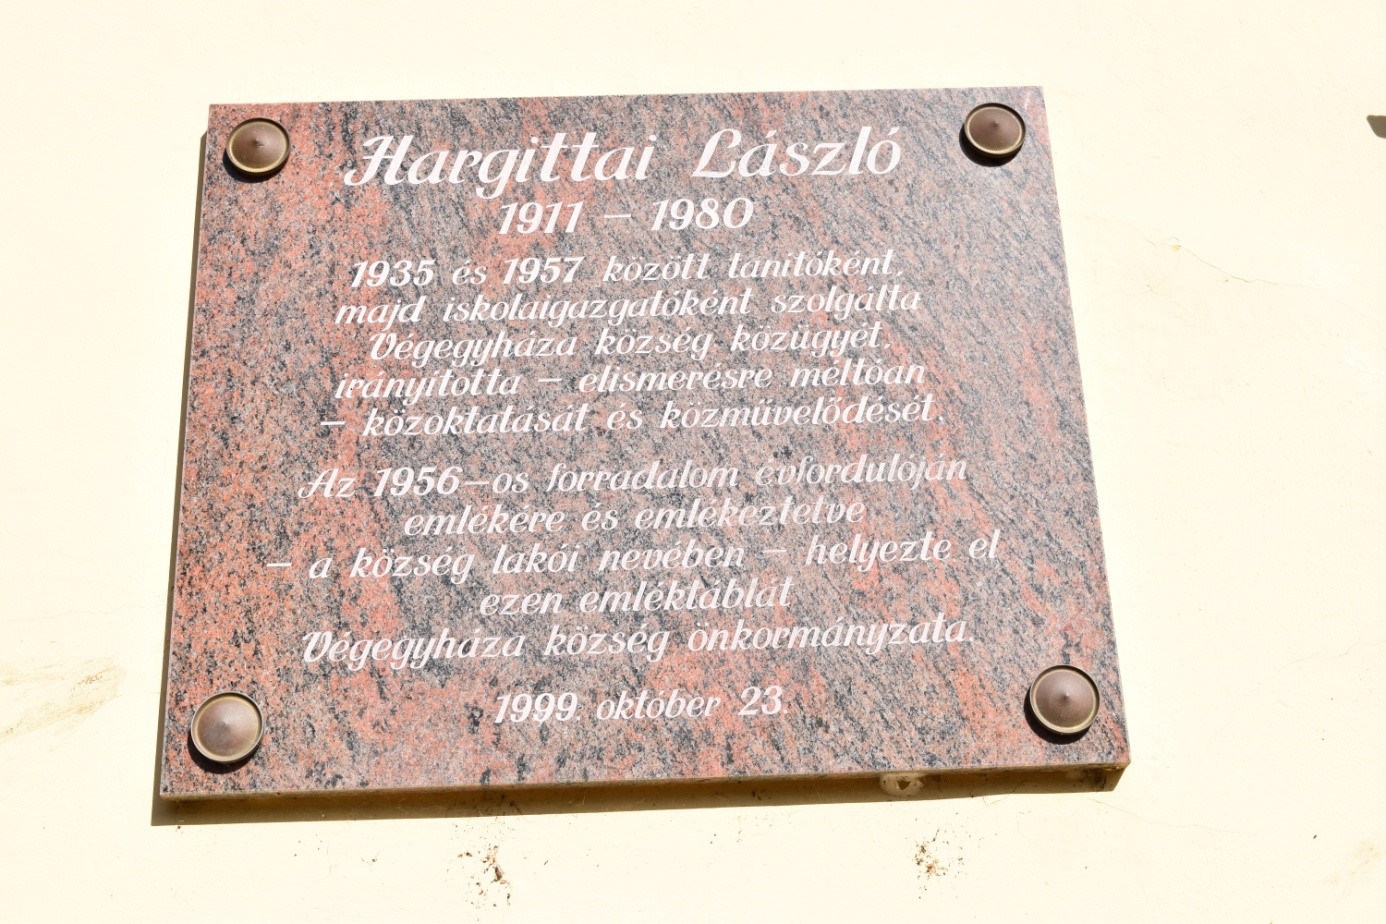 Hargittai László
1911 – 1980
1935 és 1957 között tanítóként,
majd iskolaigazgatóként szolgálta
Végegyháza község közügyét,
irányította – elismerésre méltóan
– közoktatását és közművelődését.
Az 1956–os forradalom évfordulóján
emlékére és emlékeztetve
– a község lakói nevében – helyezte el
ezen emléktáblát
Végegyháza község önkormányzata.
1999. október 23.